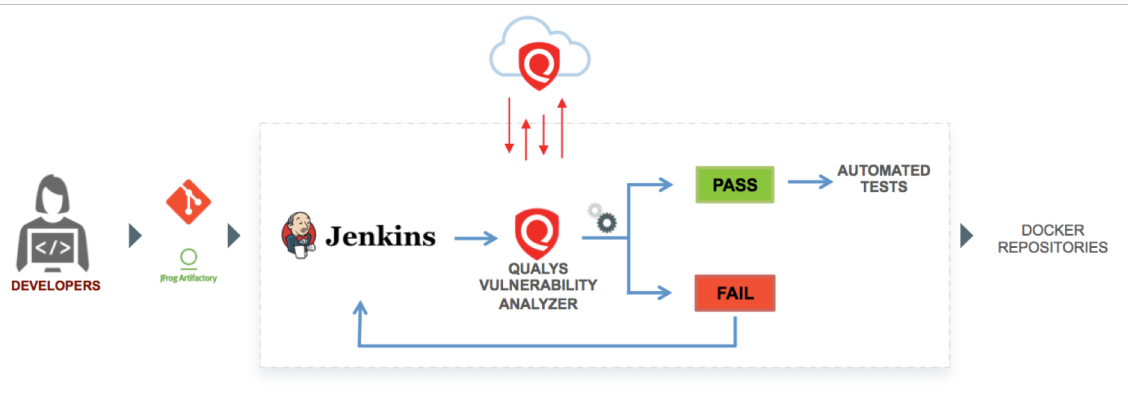 </>
DEVELOPERS
JFrog Artifactory
Jenkins
QUALYS
VULNERABILITY
ANALYZER
PASS
AUTOMATED
TESTS
FAIL
DOCKER
REPOSITORIES